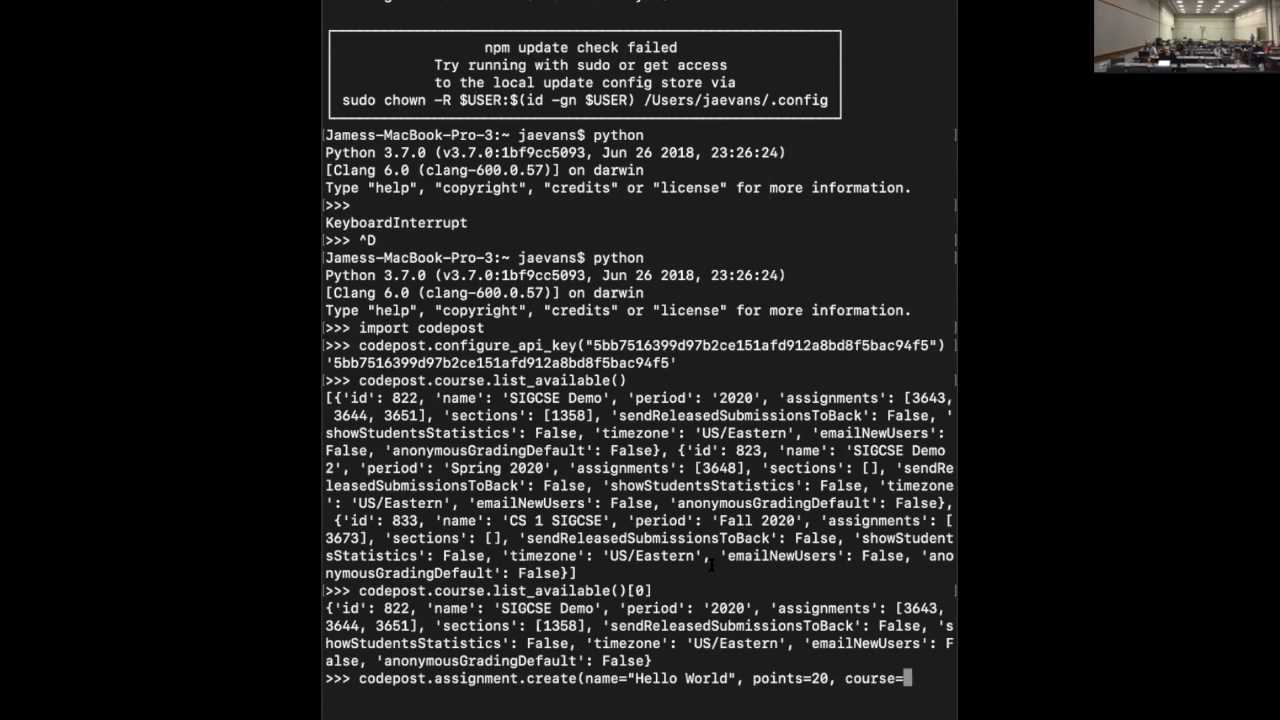 npm update check failed
Try running with sudo or get access
to the local update config store via
sudo chown -R $USER:$(id -gn $USER) /Users/jaevans/.config
Jamess-MacBook-Pro-3:~ jaevans$ python
Python 3.7.0 (v3.7.0:1bf9cc5093, Jun 26 2018, 23:26:24)
[Clang 6.0 (clang-600.0.57)] on darwin
Type "help", "copyright", "credits" or "license" for more information.
>>>
KeyboardInterrupt
>>> ^D
Jamess-MacBook-Pro-3:~ jaevans$ python
Python 3.7.0 (v3.7.0:1bf9cc5093, Jun 26 2018, 23:26:24)
[Clang 6.0 (clang-600.0.57)] on darwin
Type "help", "copyright", "credits" or "license" for more information.
>>> import codepost
>>> codepost.configure_api_key("5bb7516399d97b2ce151afd912a8bd8f5bac94f5")
'5bb7516399d97b2ce151afd912a8bd8f5bac94f5'
>>> codepost.course.list_available()
[{'id': 822, 'name': 'SIGCSE Demo', 'period': '2020', 'assignments': [3643,
3644, 3651], 'sections': [1358], 'sendReleasedSubmissionsToBack': False, '
showStudentsStatistics': False, 'timezone': 'US/Eastern', 'emailNewUsers':
False, 'anonymousGradingDefault': False}, {'id': 823, 'name': 'SIGCSE Demo
2', 'period': 'Spring 2020', 'assignments': [3648], 'sections': [], 'sendRe
leasedSubmissionsToBack': False, 'showStudentsStatistics': False, 'timezone
': 'US/Eastern', 'emailNewUsers': False, 'anonymousGradingDefault': False},
{'id': 833, 'name': 'CS 1 SIGCSE', 'period': 'Fall 2020', 'assignments': [
3673], 'sections': [], 'sendReleasedSubmissionsToBack': False, 'showStudent
sStatistics': False, 'timezone': 'US/Eastern', 'emailNewUsers': False, 'ano
nymousGradingDefault': False}]
>>> codepost.course.list_available()[0]
{'id': 822, 'name': 'SIGCSE Demo', 'period': '2020', 'assignments': [3643,
3644, 3651], 'sections': [1358], 'sendReleasedSubmissionsToBack': False, 's
howStudentsStatistics': False, 'timezone': 'US/Eastern', 'emailNewUsers': F
alse, 'anonymousGradingDefault': False}
>>> codepost.assignment.create(name="Hello World", points=20, course=